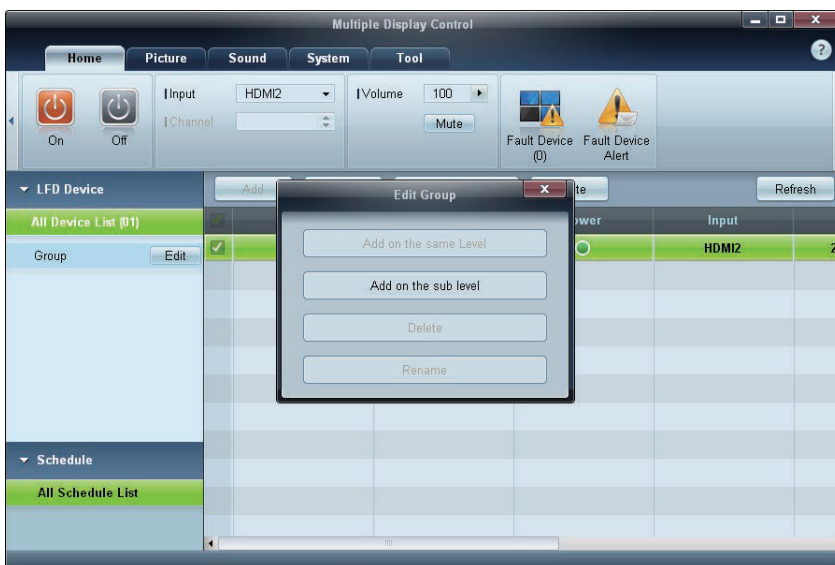 Multiple Display Control
Home Picture Sound System Tool
Input HDMI2 Volume 100
Channel Mute
On Off Fault Device (0) Fault Device Alert
LFD Device
Add Refresh
Edit Group
All Device List (01)
Input
Group Edit
HDMI2
Add on the same Level
Add on the sub level
Delete
Rename
Schedule
All Schedule List